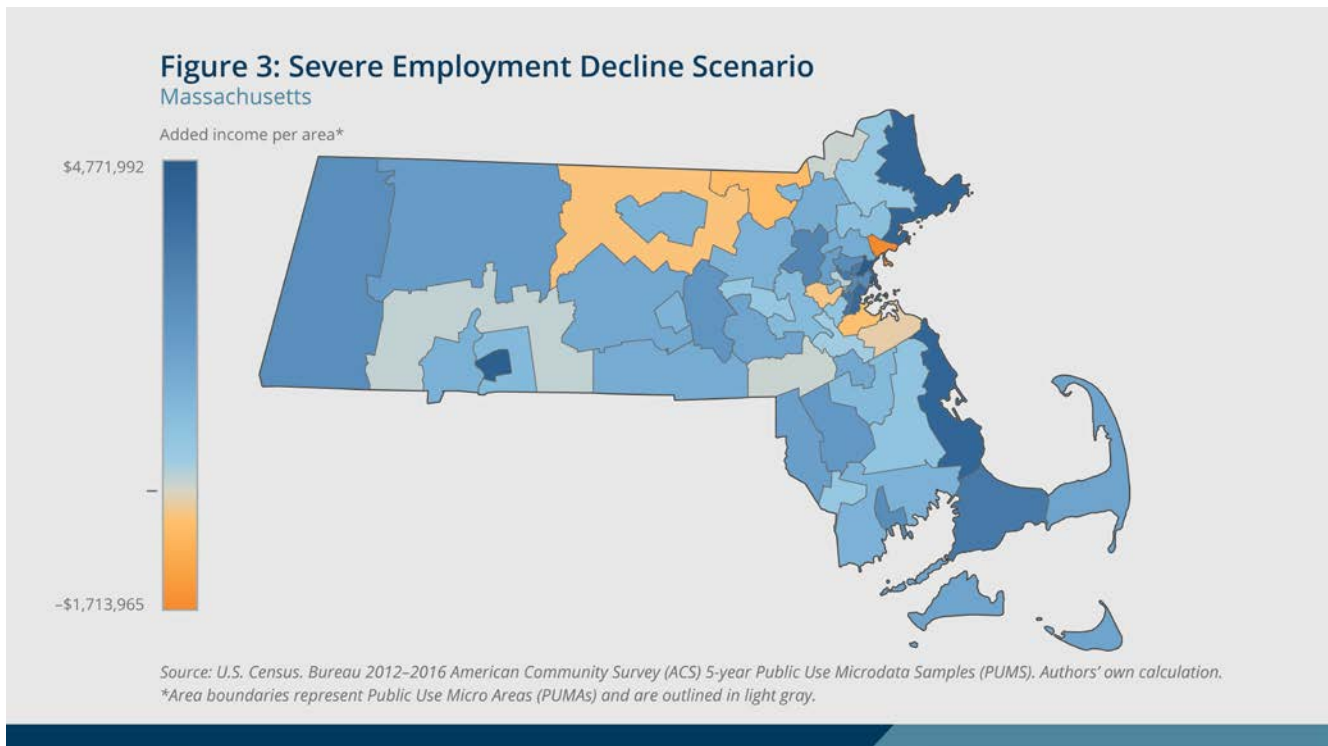 Figure 3: Severe Employment Decline Scenario
Massachusetts
Added income per area*
$4,771,992
–
–$1,713,965
Source: U.S. Census. Bureau 2012–2016 American Community Survey (ACS) 5-year Public Use Microdata Samples (PUMS). Authors’ own calculation.
*Area boundaries represent Public Use Micro Areas (PUMAs) and are outlined in light gray.